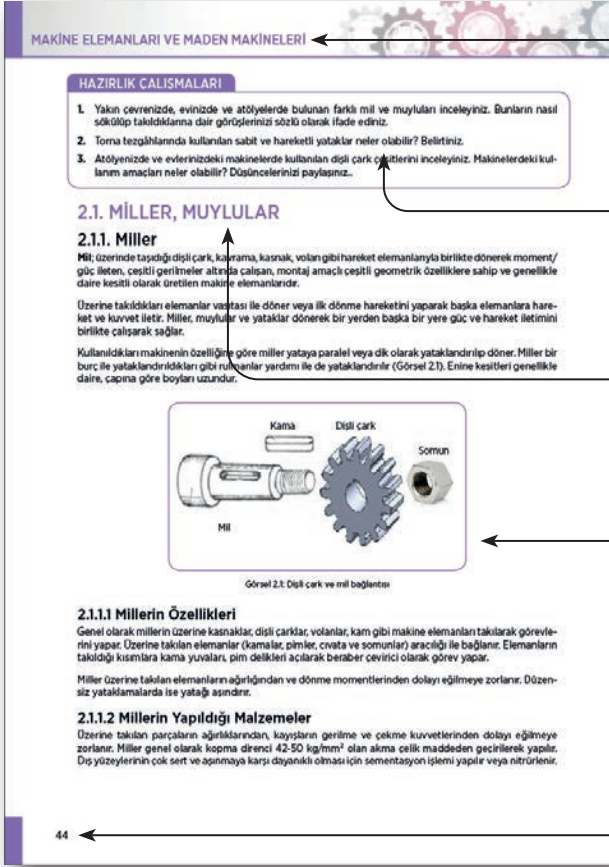 MAKİNE ELEMANLARI VE MADEN MAKİNELERİ
HAZIRLIK ÇALIŞMALARI
1. Yakın çevrenizde, evinizde ve atölyelerde bulunan farklı mil ve muyluları inceleyiniz. Bunların nasıl
sökülüp takıldıklarına dair görüşlerinizi sözlü olarak ifade ediniz.
2. Torna tezgâhlarında kullanılan sabit ve hareketli yataklar neler olabilir? Belirtiniz.
3. Atölyenizde ve evlerinizdeki makinelerde kullanılan dişli çark çeşitlerini inceleyiniz. Makinelerdeki kul-
lanım amaçları neler olabilir? Düşüncelerinizi paylaşınız..
2.1. MİLLER, MUYLULAR
2.1.1. Miller
Mil; üzerinde taşıdığı dişli çark, kavrama, kasnak, volan gibi hareket elemanlarıyla birlikte dönerek moment/
güç ileten, çeşitli gerilmeler altında çalışan, montaj amaçlı çeşitli geometrik özelliklere sahip ve genellikle
daire kesitli olarak üretilen makine elemanlarıdır.
Üzerine takıldıkları elemanlar vasıtası ile döner veya ilk dönme hareketini yaparak başka elemanlara hare-
ket ve kuvvet iletir. Miller, muylular ve yataklar dönerek bir yerden başka bir yere güç ve hareket iletimini
birlikte çalışarak sağlar.
Kullanıldıkları makinenin özelliğine göre miller yataya paralel veya dik olarak yataklandırılıp döner. Miller bir
burç ile yataklandırıldıkları gibi rulmanlar yardımı ile de yataklandırılır (Görsel 2.1). Enine kesitleri genellikle
daire, çapına göre boyları uzundur.
Kama
Dişli çark
Somun
Mil
Görsel 2.1: Dişli çark ve mil bağlantısı
2.1.1.1 Millerin Özellikleri
Genel olarak millerin üzerine kasnaklar, dişli çarklar, volanlar, kam gibi makine elemanları takılarak görevle-
rini yapar. Üzerine takılan elemanlar (kamalar, pimler, cıvata ve somunlar) aracılığı ile bağlanır. Elemanların
takıldığı kısımlara kama yuvaları, pim delikleri açılarak beraber çevirici olarak görev yapar.
Miller üzerine takılan elemanların ağırlığından ve dönme momentlerinden dolayı eğilmeye zorlanır. Düzen-
siz yataklamalarda ise yatağı aşındırır.
2.1.1.2 Millerin Yapıldığı Malzemeler
Üzerine takılan parçaların ağırlıklarından, kayışların gerilme ve çekme kuvvetlerinden dolayı eğilmeye
zorlanır. Miller genel olarak kopma direnci 42-50 kg/mm² olan akma çelik maddeden geçirilerek yapılır.
Dış yüzeylerinin çok sert ve aşınmaya karşı dayanıklı olması için sementasyon işlemi yapılır veya nitrürlenir.
44